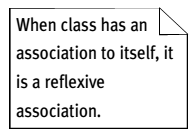 When class has an
association to itself, it
is a reflexive
association.